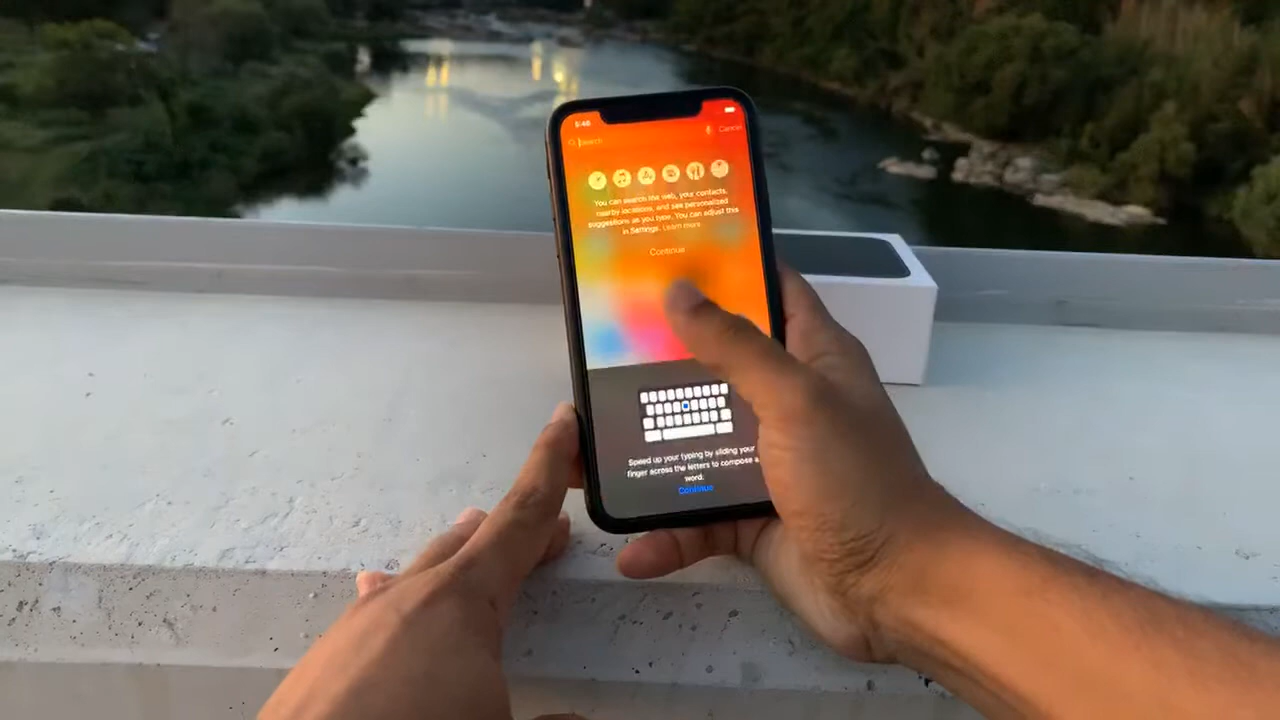 5:46
Search
Cancel
You can search the web, your contacts,
nearby locations, and see personalized
suggestions as you type. You can adjust this
in Settings. Learn more
Continue
Speed up your typing by sliding your
finger across the letters to compose a
word.
Continue